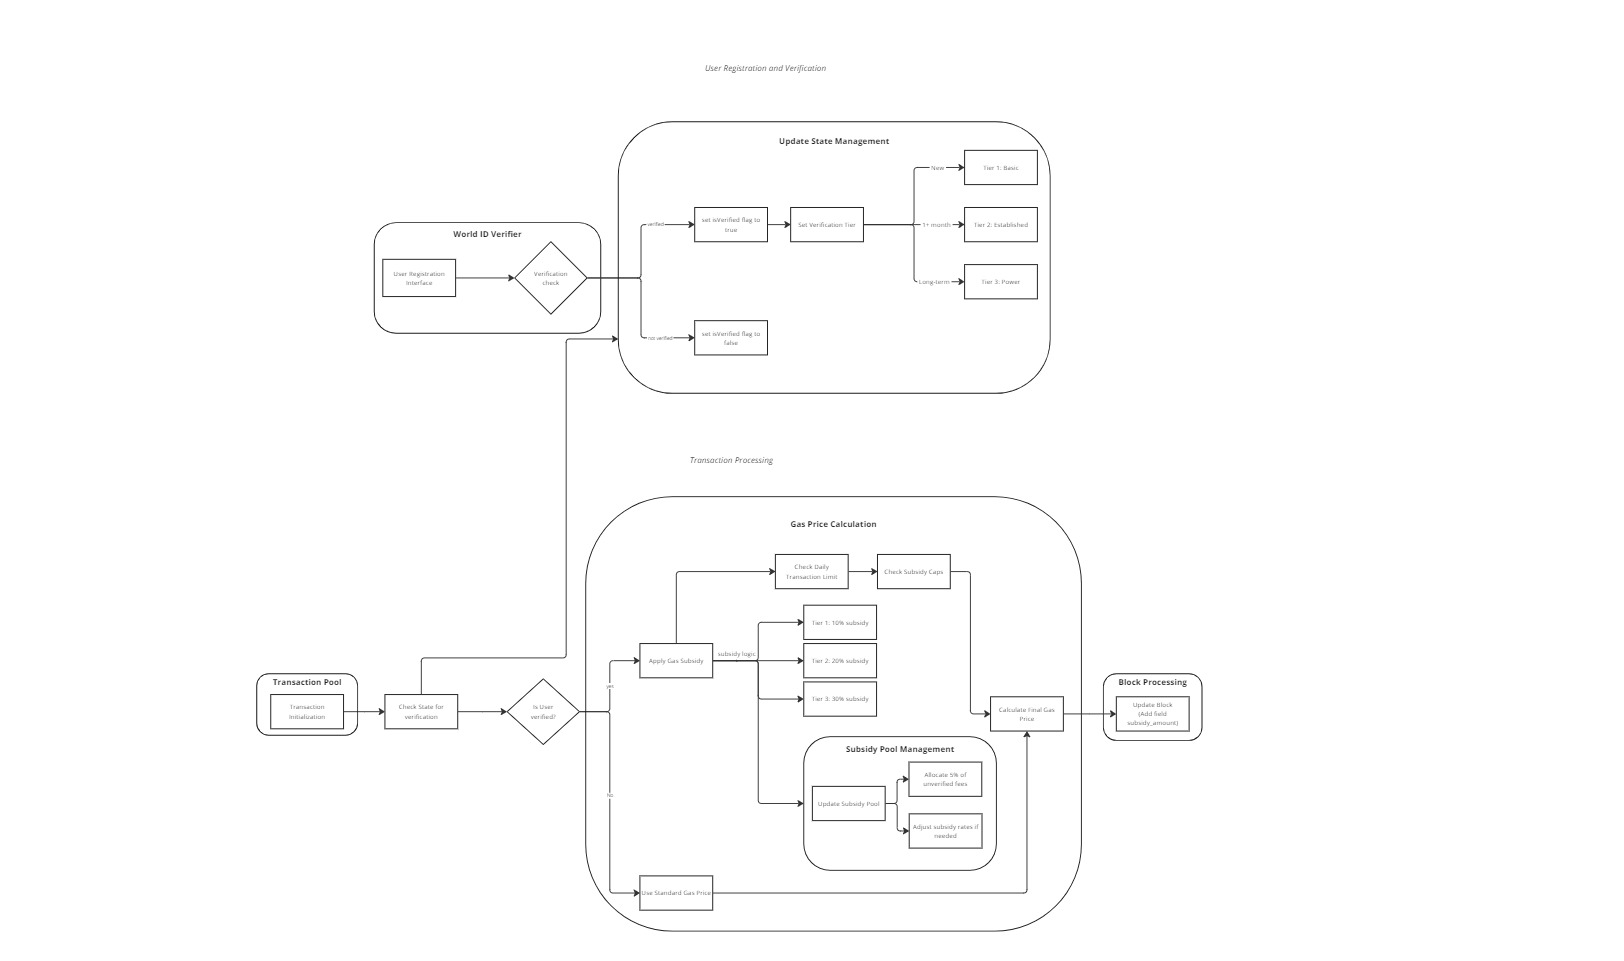 User Registration and Verification
Update State Management
New
Tier 1: Basic
World ID Verifier
verified
set isVerified flag to
true
Set Verification Tier
1+ month
Tier 2: Established
User Registration
Interface
Verification
check
Long-term
Tier 3: Power
not verified
set isVerified flag to
false
Transaction Processing
Gas Price Calculation
Check Daily
Transaction Limit
Check Subsidy Caps
Tier 1: 10% subsidy
subsidy logic
Apply Gas Subsidy
Tier 2: 20% subsidy
Transaction Pool
yes
Tier 3: 30% subsidy
Block Processing
Transaction
Initialization
Check State for
verification
Is User
verified?
Calculate Final Gas
Price
Update Block
(Add field
subsidy_amount)
Subsidy Pool Management
Allocate 5% of
unverified fees
No
Update Subsidy Pool
Adjust subsidy rates if
needed
Use Standard Gas Price